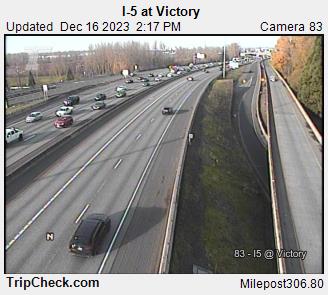 I-5 at Victory
Updated Dec 16 2023 2:17 PM Camera 83
N
83 - I5 @ Victory
TripCheck.com Milepost306.80